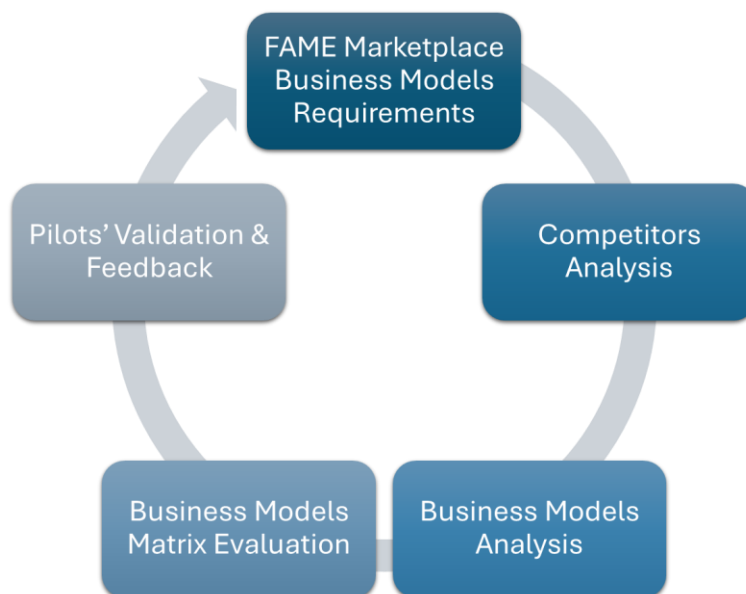 FAME Marketplace
Business Models
Requirements
Competitors
Analysis
Business Models
Analysis
Business Models
Matrix Evaluation
Pilots’ Validation &
Feedback